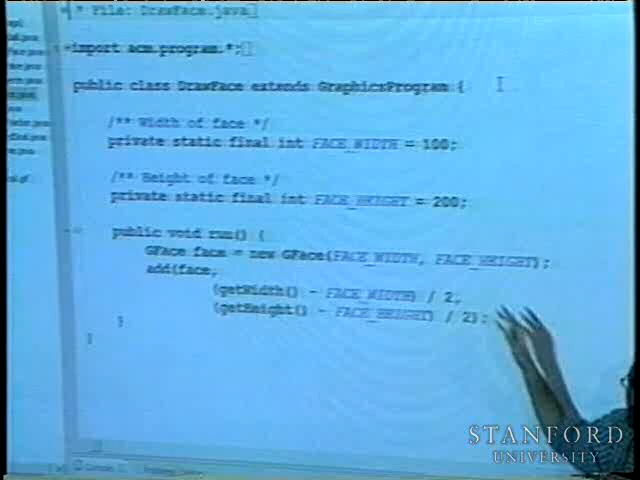 * File: DrawFace.java
import acm.program.*;
public class DrawFace extends GraphicsProgram {
/** Width of face */
private static final int FACE_WIDTH = 100;
/** Height of face */
private static final int FACE_HEIGHT = 200;
public void run() {
GFace face = new GFace(FACE_WIDTH, FACE_HEIGHT);
add(face,
(getWidth() - FACE_WIDTH) / 2,
(getHeight() - FACE_HEIGHT) / 2);
}
}
STANFORD
UNIVERSITY